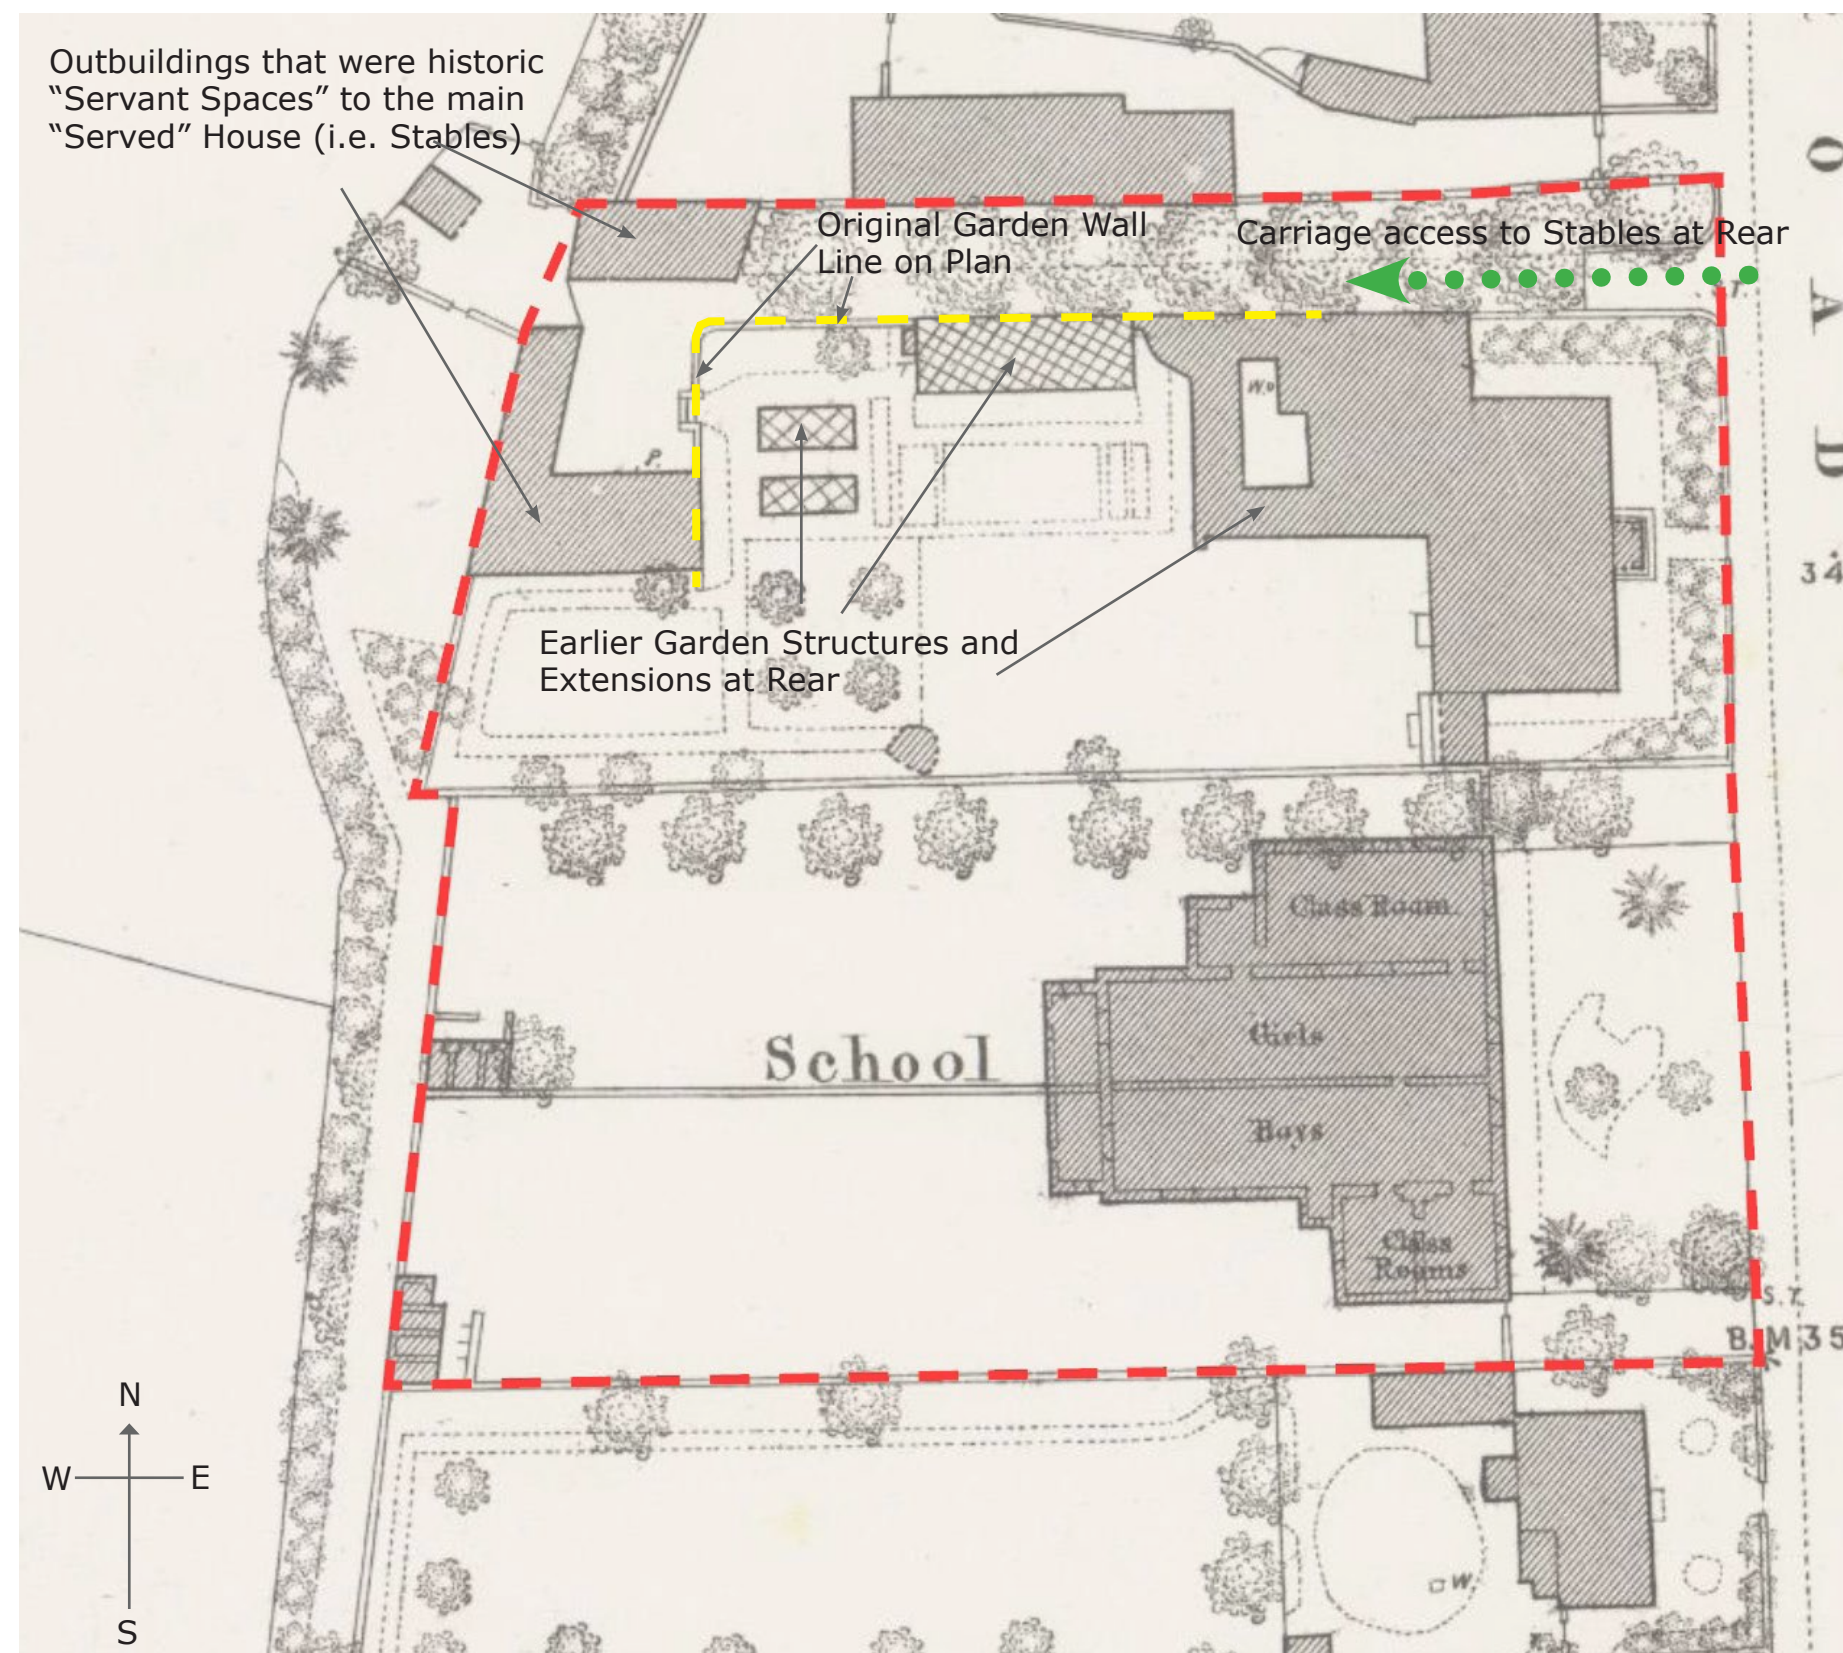 Outbuildings that were historic
“Servant Spaces” to the main
“Served” House (i.e. Stables)
Original Garden Wall
Line on Plan
Carriage access to Stables at Rear
O
A
D
W
P.
34
Earlier Garden Structures and
Extensions at Rear
Class Room
Girls
School
Boys
Class
Rooms
S.T.
B.M 35
N
W E
S
W